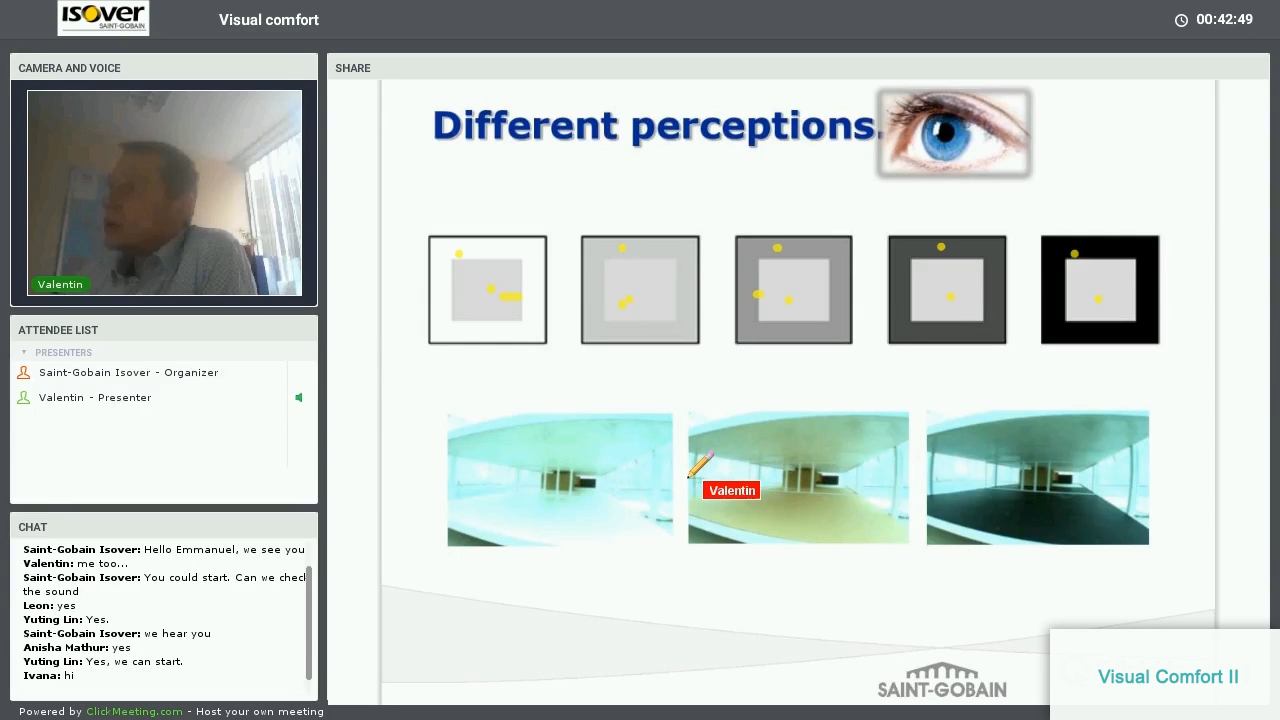 isover
SAINT-GOBAIN
Visual comfort
00:42:49
CAMERA AND VOICE
Valentin
ATTENDEE LIST
PRESENTERS
Saint-Gobain Isover - Organizer
Valentin - Presenter
CHAT
Saint-Gobain Isover: Hello Emmanuel, we see you
Valentin: me too...
Saint-Gobain Isover: You could start. Can we check
the sound
Leon: yes
Yuting Lin: Yes.
Saint-Gobain Isover: we hear you
Anisha Mathur: yes
Yuting Lin: Yes, we can start.
Ivana: hi
Powered by ClickMeeting.com - Host your own meeting
SHARE
Different perceptions.
Valentin
SAINT-GOBAIN
Visual Comfort II